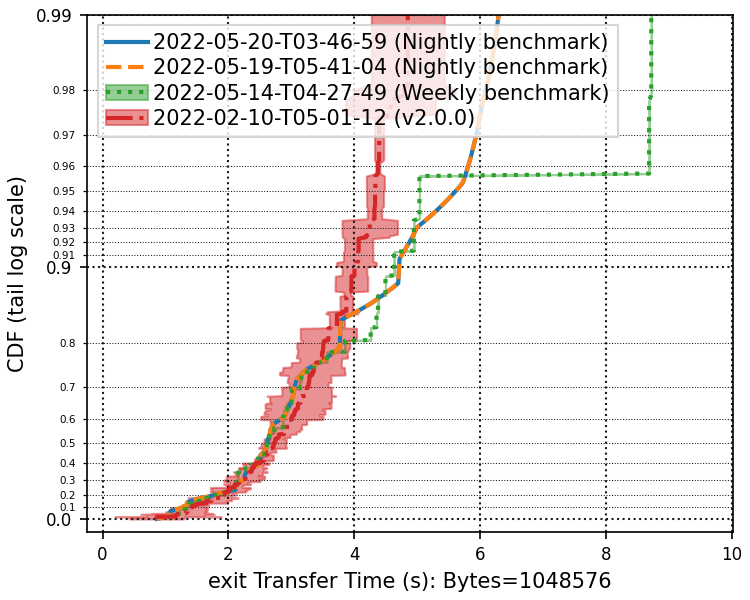 2022-05-20-T03-46-59 (Nightly benchmark)
2022-05-19-T05-41-04 (Nightly benchmark)
2022-05-14-T04-27-49 (Weekly benchmark)
2022-02-10-T05-01-12 (v2.0.0)
CDF (tail log scale)
0.99
0.98
0.97
0.96
0.95
0.94
0.93
0.92
0.91
0.9
0.8
0.7
0.6
0.5
0.4
0.3
0.2
0.1
0.0
0 2 4 6 8 10
exit Transfer Time (s): Bytes=1048576